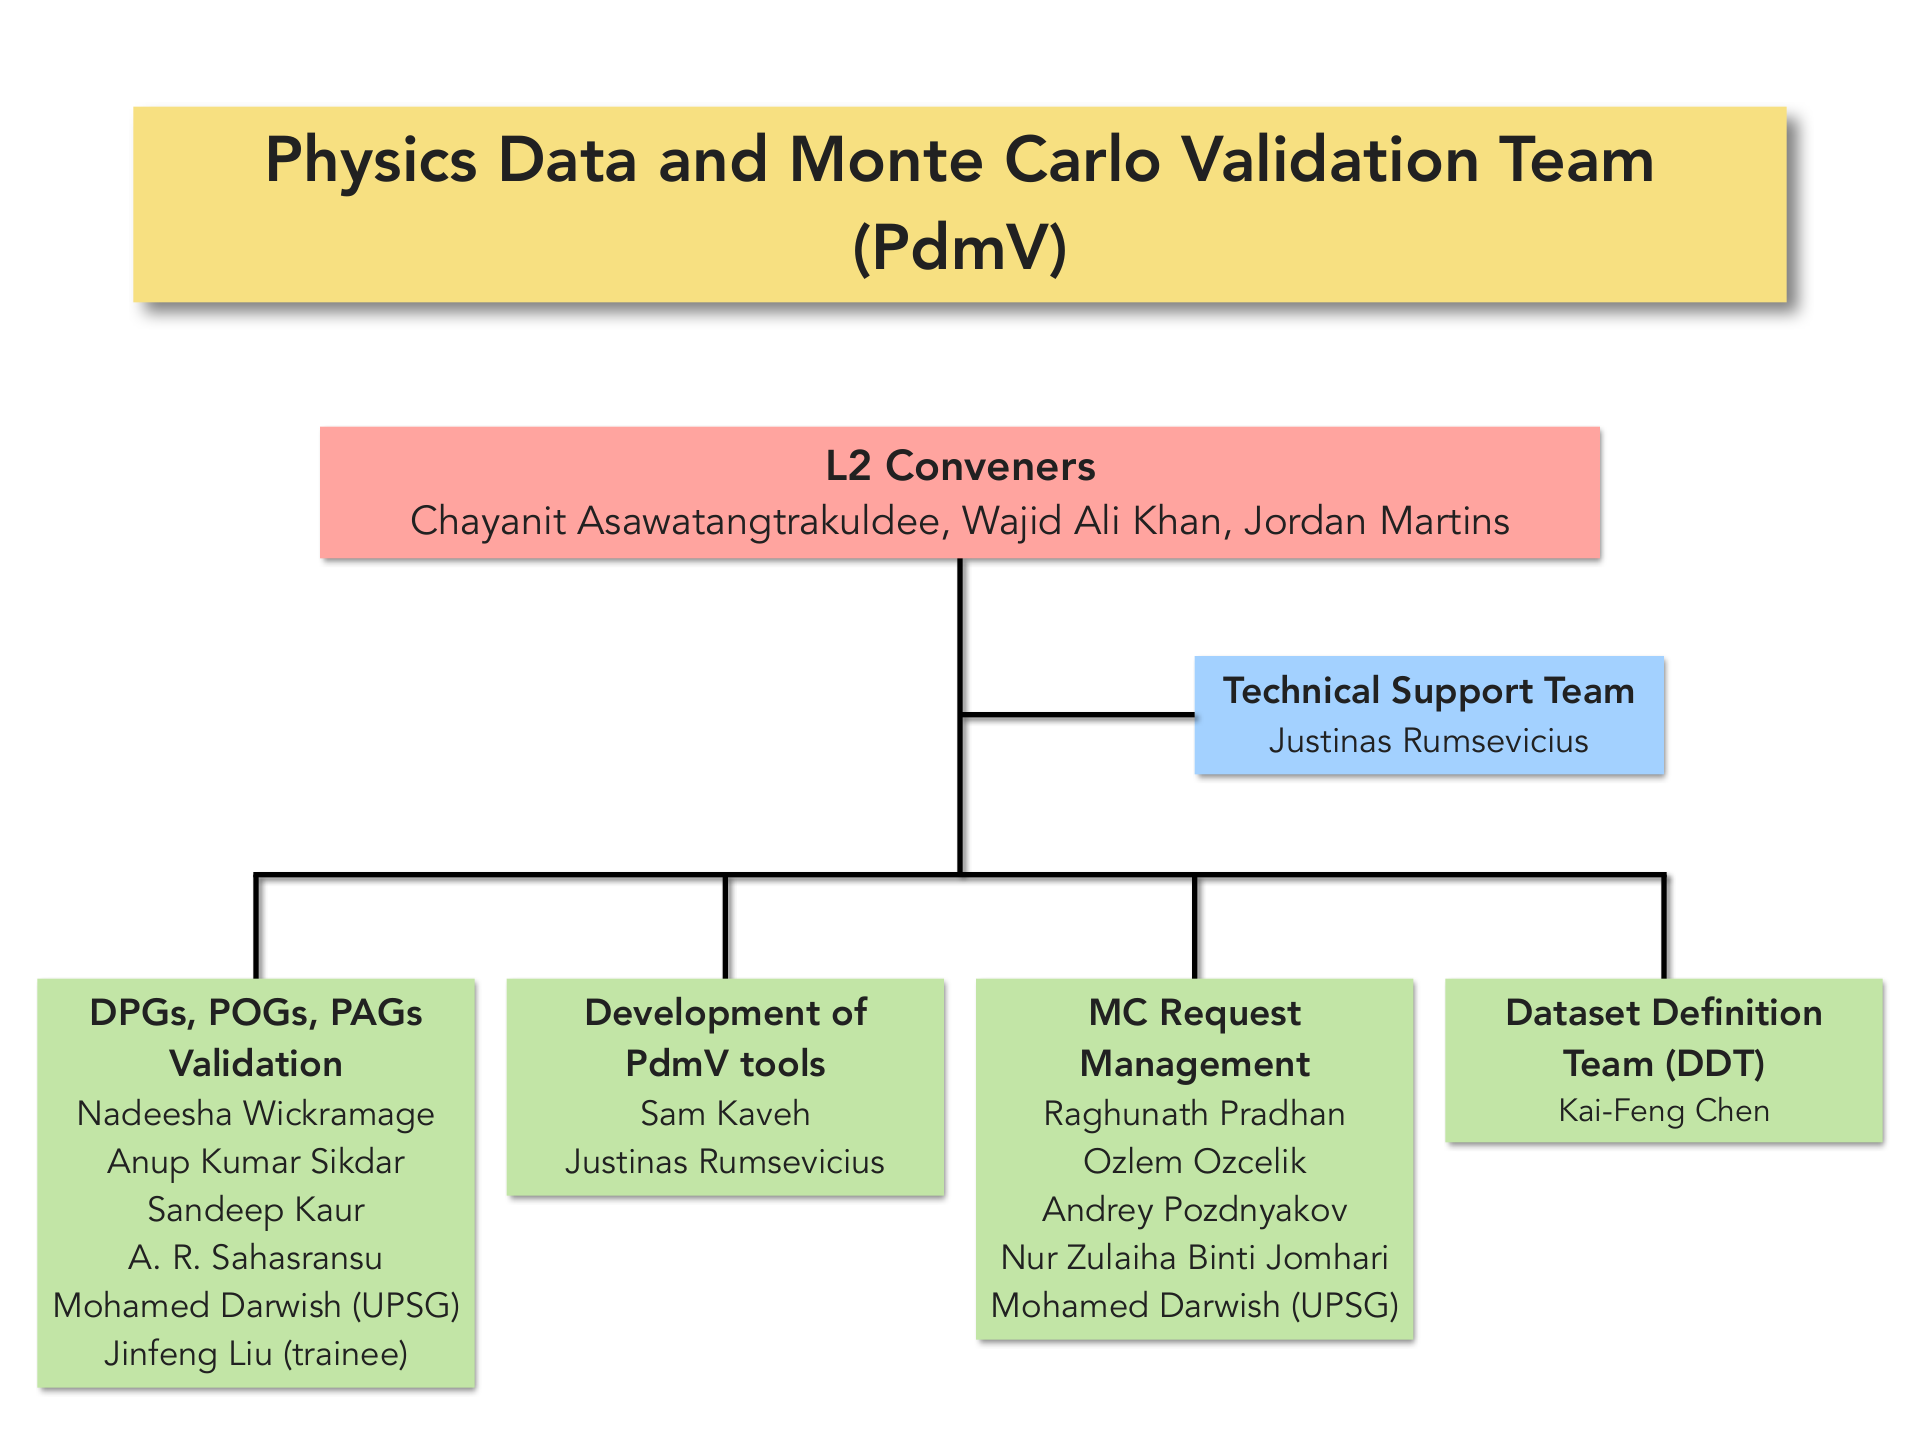 Physics Data and Monte Carlo Validation Team
(PdmV)
L2 Conveners
Chayanit Asawatangtrakuldee, Wajid Ali Khan, Jordan Martins
Technical Support Team
Justinas Rumsevicius
DPGs, POGs, PAGs
Validation
Nadeesha Wickramage
Anup Kumar Sikdar
Sandeep Kaur
A. R. Sahasransu
Mohamed Darwish (UPSG)
Jinfeng Liu (trainee)
Development of
PdmV tools
Sam Kaveh
Justinas Rumsevicius
MC Request
Management
Raghunath Pradhan
Ozlem Ozcelik
Andrey Pozdnyakov
Nur Zulaiha Binti Jomhari
Mohamed Darwish (UPSG)
Dataset Definition
Team (DDT)
Kai-Feng Chen